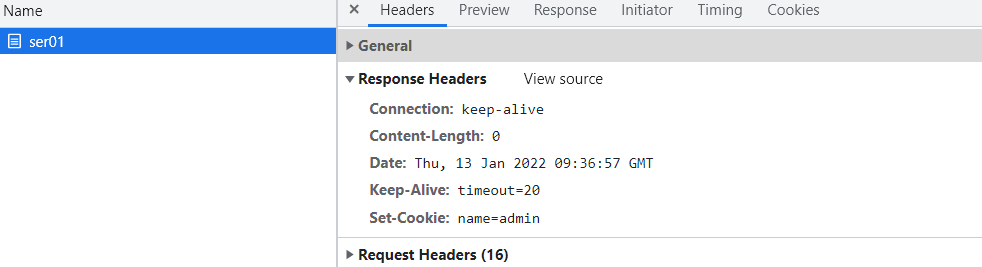 Name
ser01
× Headers Preview Response Initiator Timing Cookies
General
Response Headers View source
Connection: keep-alive
Content-Length: 0
Date: Thu, 13 Jan 2022 09:36:57 GMT
Keep-Alive: timeout=20
Set-Cookie: name=admin
Request Headers (16)